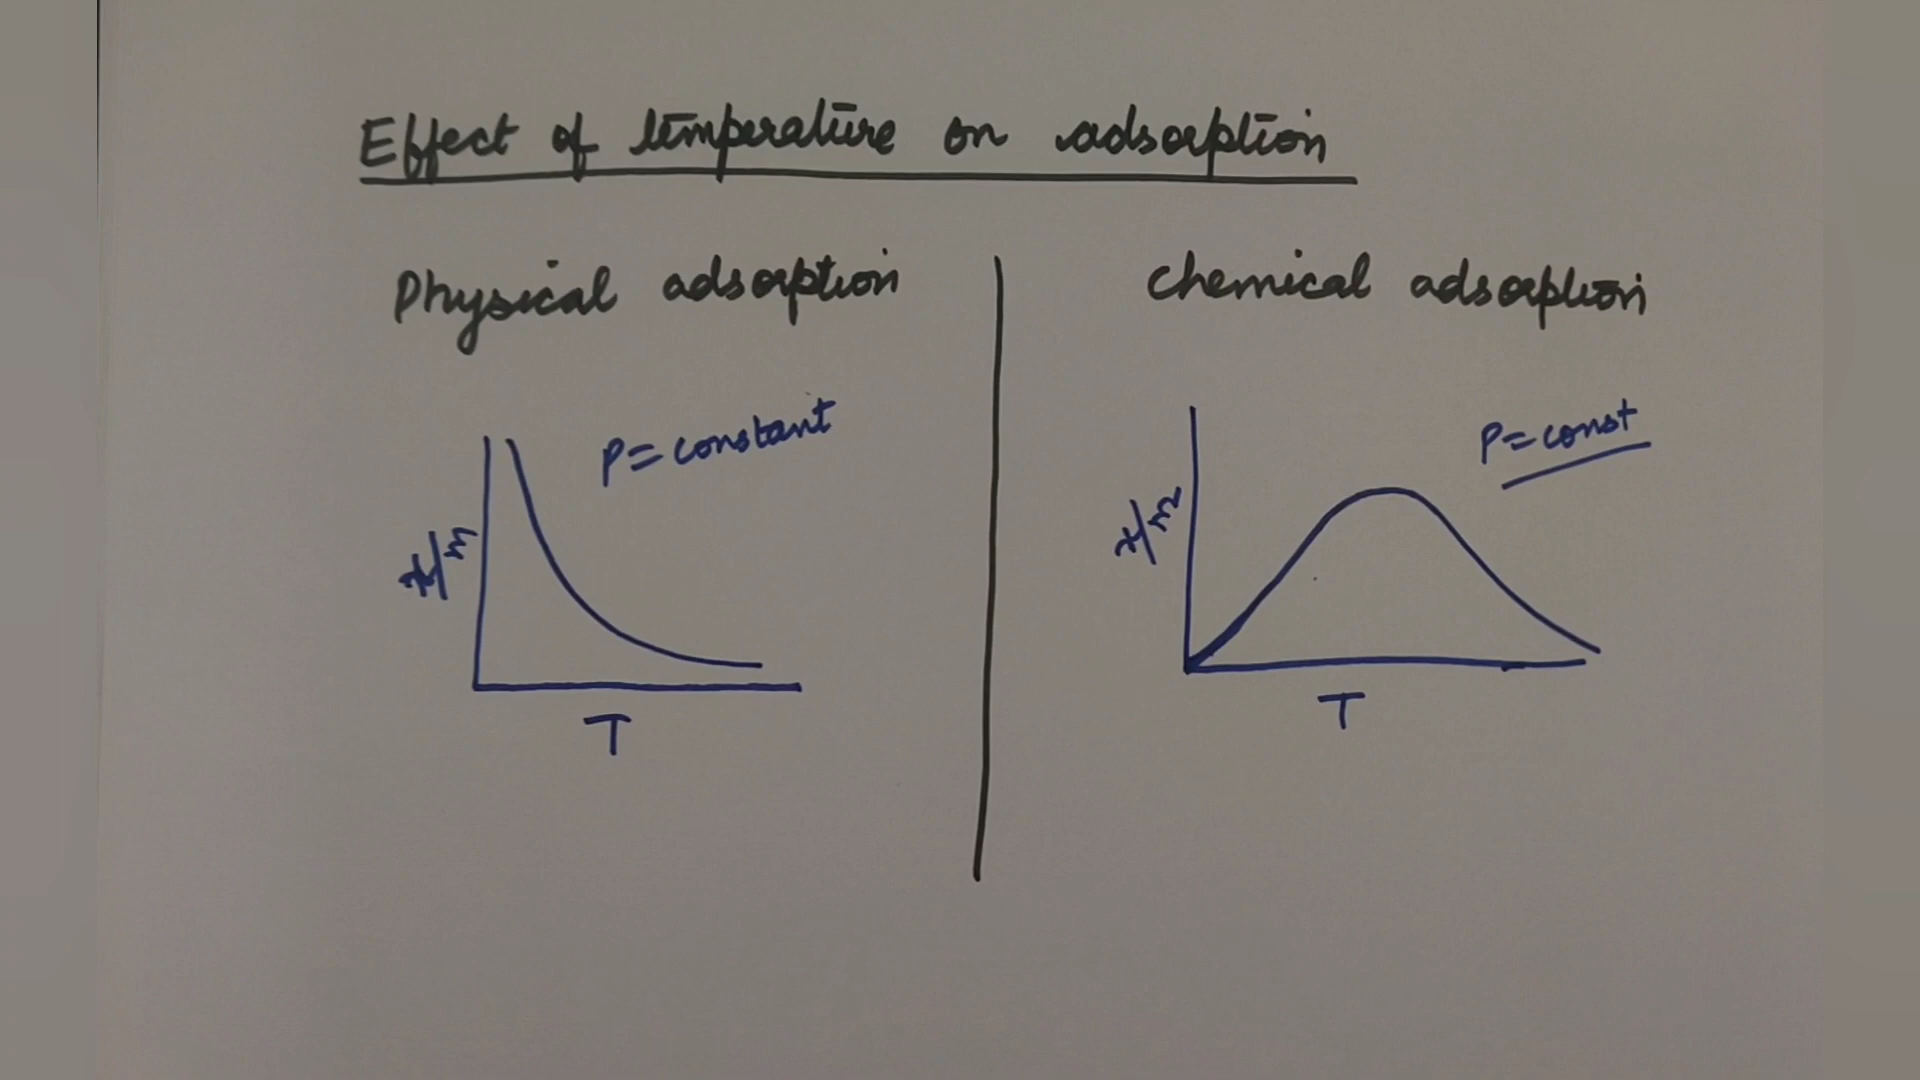 Effect of temperature on adsorption
Physical adsorption
P = constant
x/m
T
Chemical adsorption
P = const
x/m
T